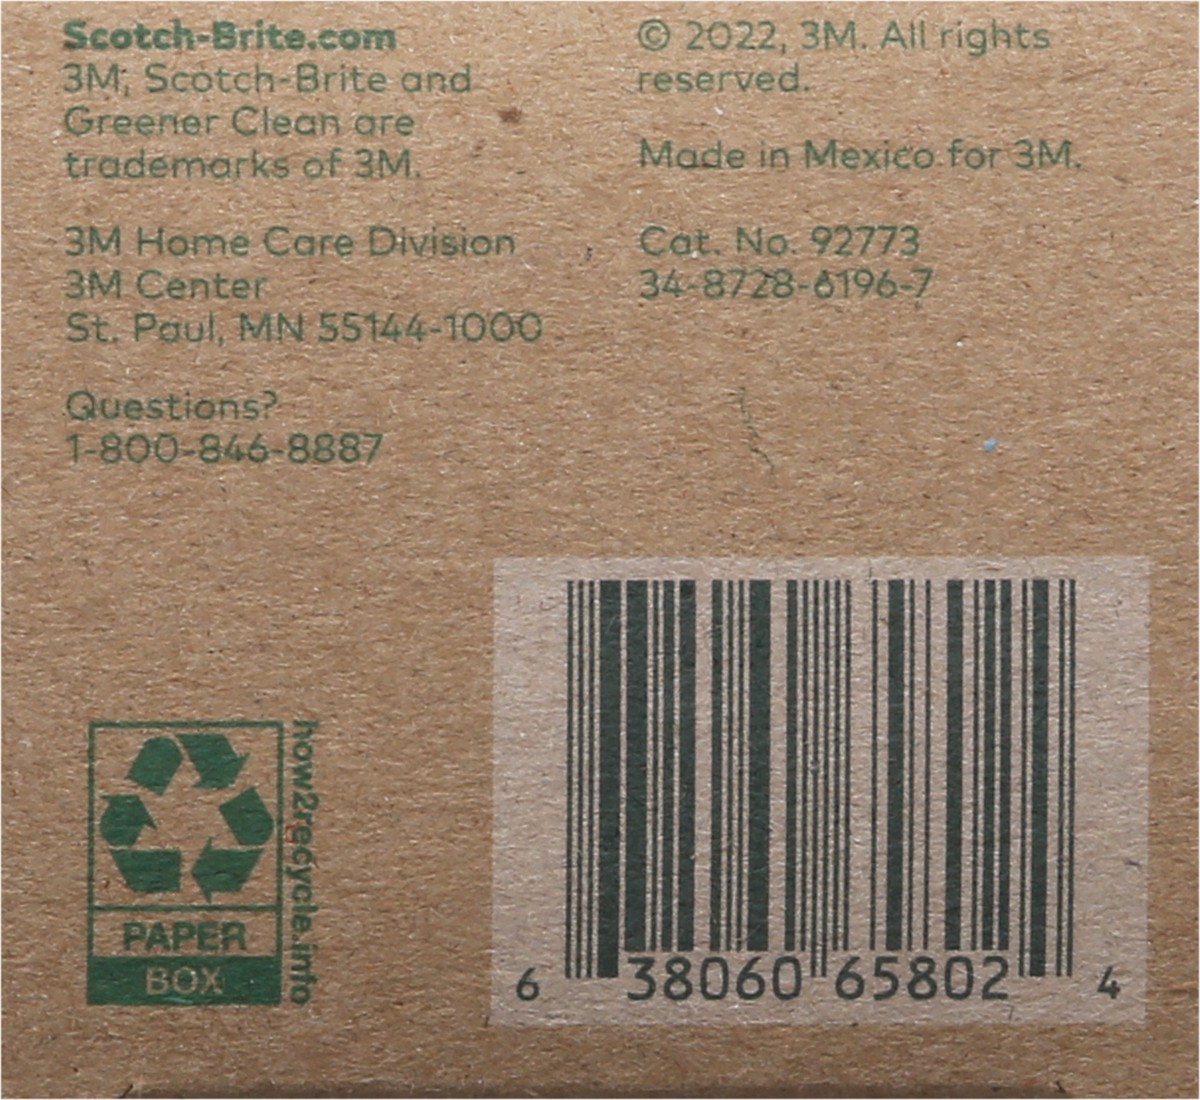 Scotch-Brite.com
3M, Scotch-Brite and
Greener Clean are
trademarks of 3M.
3M Home Care Division
3M Center
St. Paul, MN 55144-1000
Questions?
1-800-846-8887
© 2022, 3M. All rights
reserved.
Made in Mexico for 3M.
Cat. No. 92773
34-8728-6196-7
PAPER
BOX
how2recycle.info
6 38060 65802 4